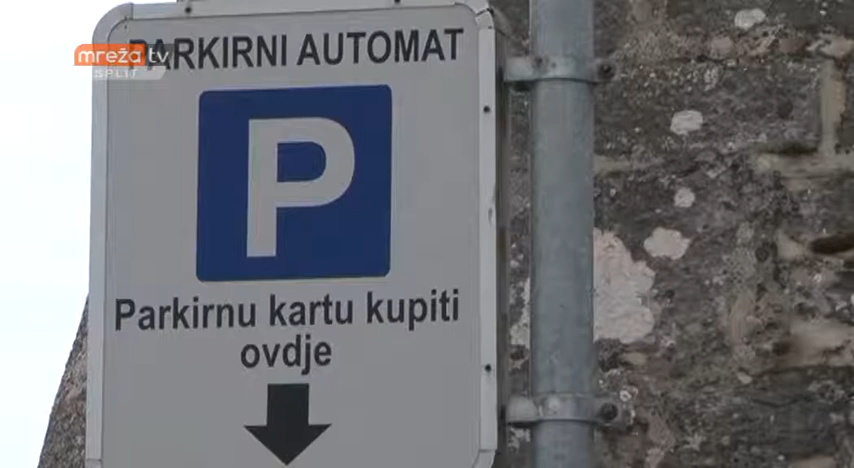 mreža tv
SPLIT
PARKIRNI AUTOMAT
P
Parkirnu kartu kupiti
ovdje